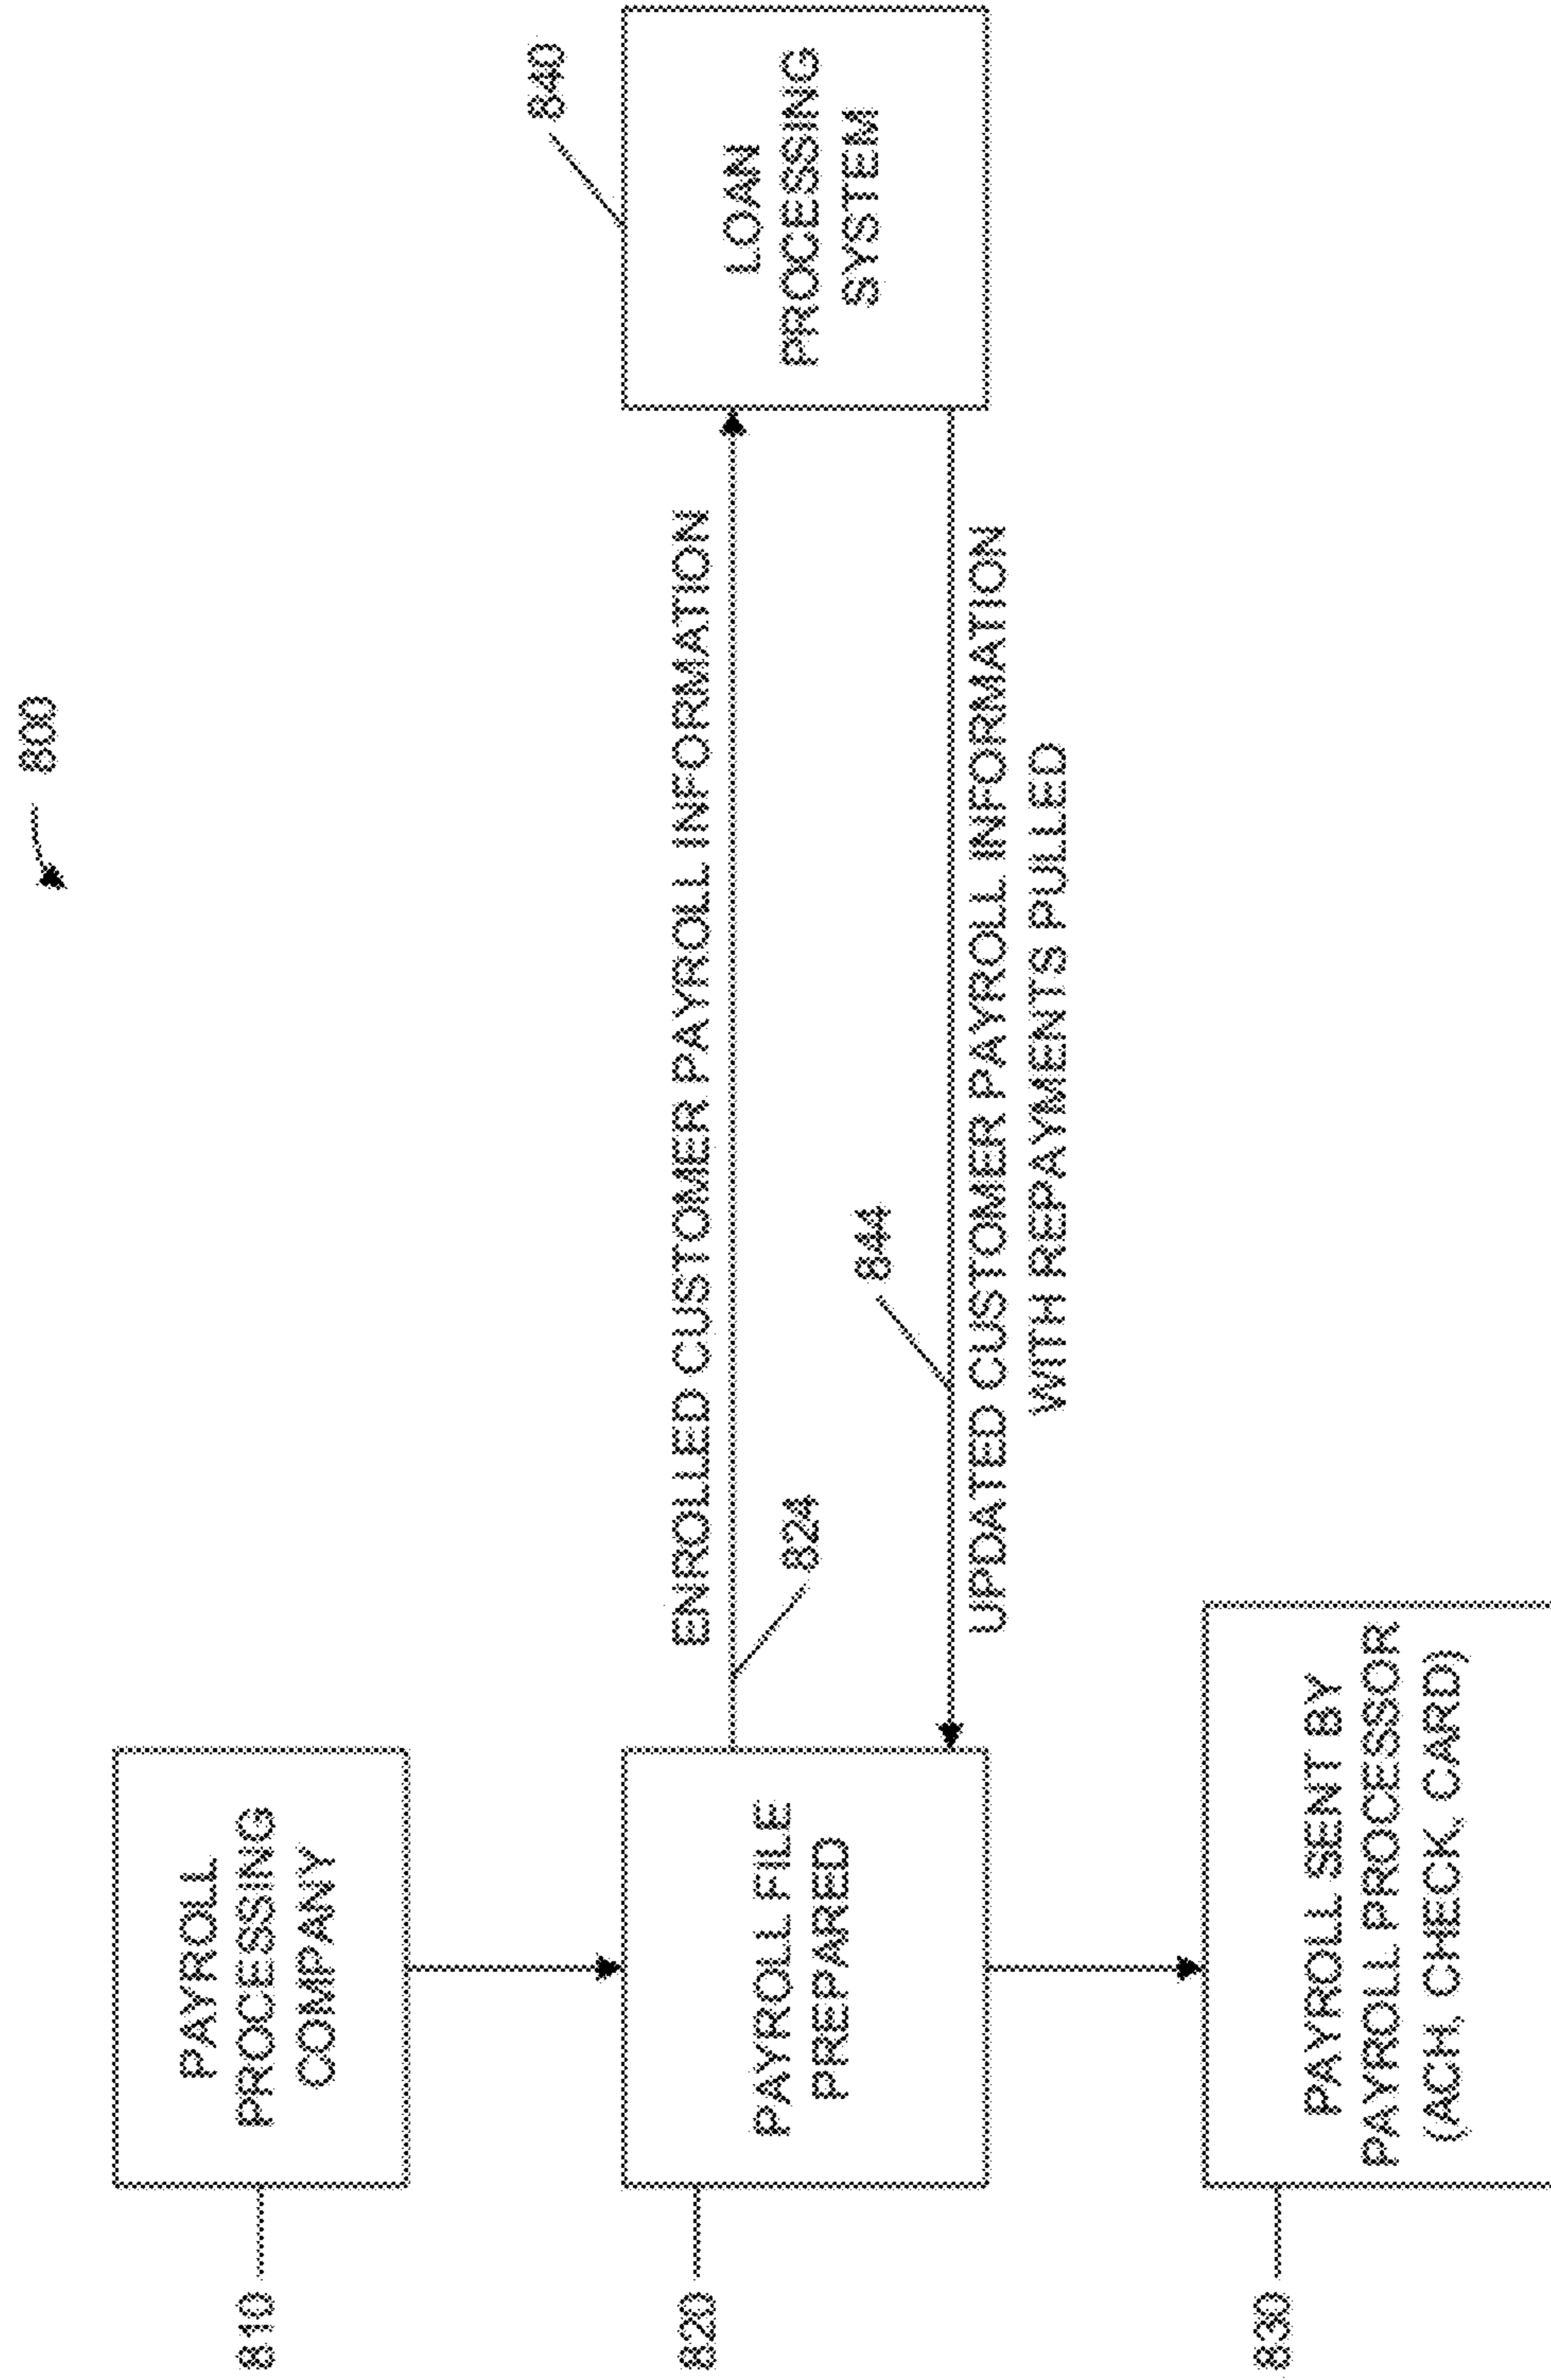 800
810
PAYROLL
PROCESSING
COMPANY
820
PAYROLL FILE
PREPARED
824
ENROLLED CUSTOMER PAYROLL INFORMATION
840
LOAN
PROCESSING
SYSTEM
844
UPDATED CUSTOMER PAYROLL INFORMATION
WITH REPAYMENTS PULLED
830
PAYROLL SENT BY
PAYROLL PROCESSOR
(ACH, CHECK, CARD)